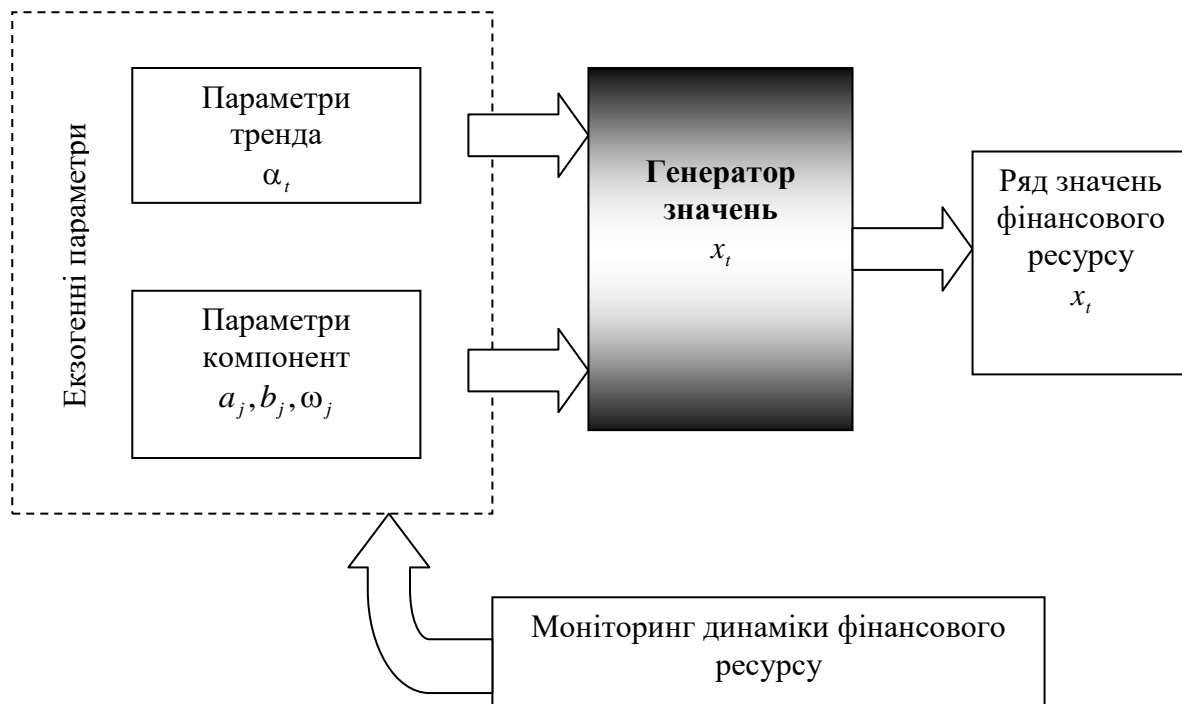 Екзогенні параметри
Параметри
тренда
α_t
Параметри
компонент
a_j, b_j, ω_j
Генератор
значень
x_t
Ряд значень
фінансового
ресурсу
x_t
Моніторинг динаміки фінансового
ресурсу